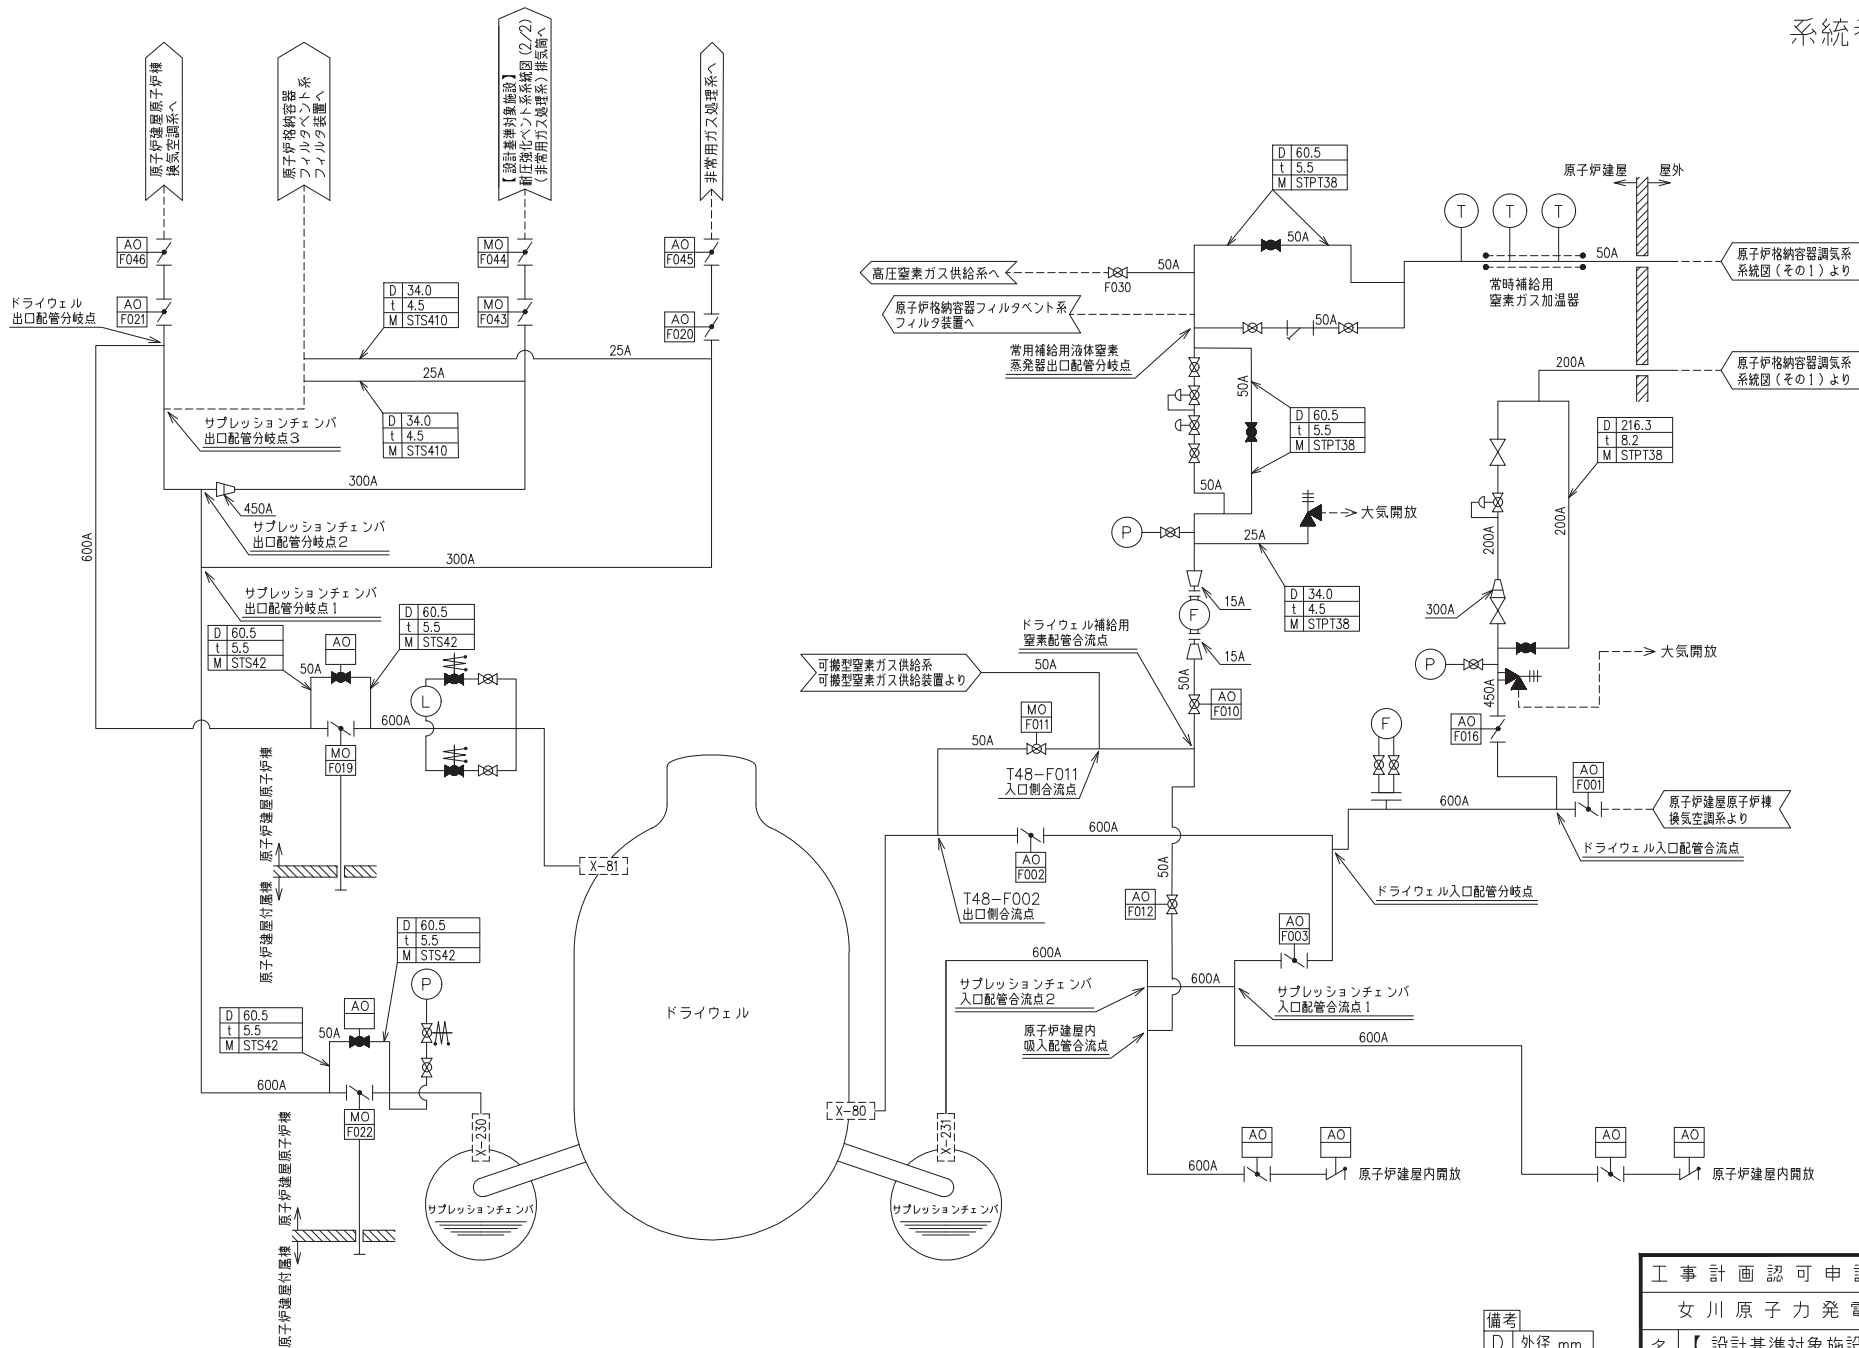 系統
原子炉建屋原子炉棟
換気空調系へ
原子炉格納容器
フィルタベント系
フィルタ装置へ
【設計基準対象施設】
耐圧強化ベント系系統図(2/2)
(非常用ガス処理系)排気筒へ
非常用ガス処理系へ
AO
F046
MO
F044
AO
F045
AO
F021
MO
F043
AO
F020
ドライウェル
出口配管分岐点
D 34.0
t 4.5
M STS410
25A
25A
D 34.0
t 4.5
M STS410
サプレッションチェンバ
出口配管分岐点3
300A
450A
サプレッションチェンバ
出口配管分岐点2
600A
300A
サプレッションチェンバ
出口配管分岐点1
D 60.5
t 5.5
M STS42
D 60.5
t 5.5
M STS42
AO
50A
L
600A
MO
F019
原子炉建屋原子炉棟
原子炉建屋付属棟
X-81
D 60.5
t 5.5
M STS42
P
D 60.5
t 5.5
M STS42
AO
50A
600A
MO
F022
原子炉建屋原子炉棟
原子炉建屋付属棟
X-230
サプレッションチェンバ
ドライウェル
X-80
X-231
サプレッションチェンバ
D 60.5
t 5.5
M STPT38
50A
原子炉建屋
屋外
T
T
T
50A
原子炉格納容器調気系
系統図(その1)より
常時補給用
窒素ガス加温器
高圧窒素ガス供給系へ
F030
50A
原子炉格納容器フィルタベント系
フィルタ装置へ
50A
常用補給用液体窒素
蒸発器出口配管分岐点
200A
原子炉格納容器調気系
系統図(その1)より
50A
D 60.5
t 5.5
M STPT38
D 216.3
t 8.2
M STPT38
50A
大気開放
P
25A
200A
200A
15A
F
15A
D 34.0
t 4.5
M STPT38
300A
ドライウェル補給用
窒素配管合流点
可搬型窒素ガス供給系
可搬型窒素ガス供給装置より
50A
50A
AO
F010
P
大気開放
450A
AO
F016
MO
F011
50A
T48-F011
入口側合流点
F
AO
F001
600A
原子炉建屋原子炉棟
換気空調系より
ドライウェル入口配管合流点
600A
AO
F002
T48-F002
出口側合流点
50A
AO
F012
ドライウェル入口配管分岐点
AO
F003
600A
サプレッションチェンバ
入口配管合流点2
600A
サプレッションチェンバ
入口配管合流点1
原子炉建屋内
吸入配管合流点
600A
AO
AO
600A
原子炉建屋内開放
AO
AO
原子炉建屋内開放
備考
D 外径 mm
工事計画認可申
女川原子力発
名 【設計基準対象施設